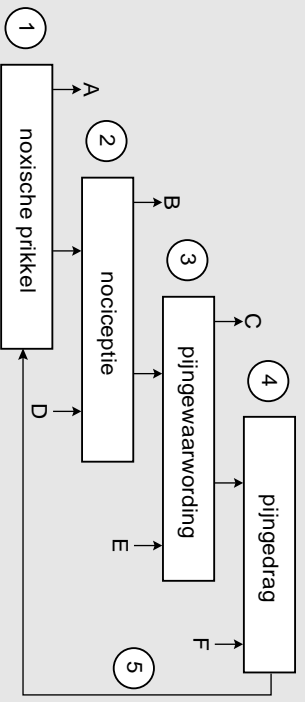 1
noxische prikkel
A
2
nociceptie
B
D
3
pijngewaarwording
C
E
4
pijngedrag
F
5